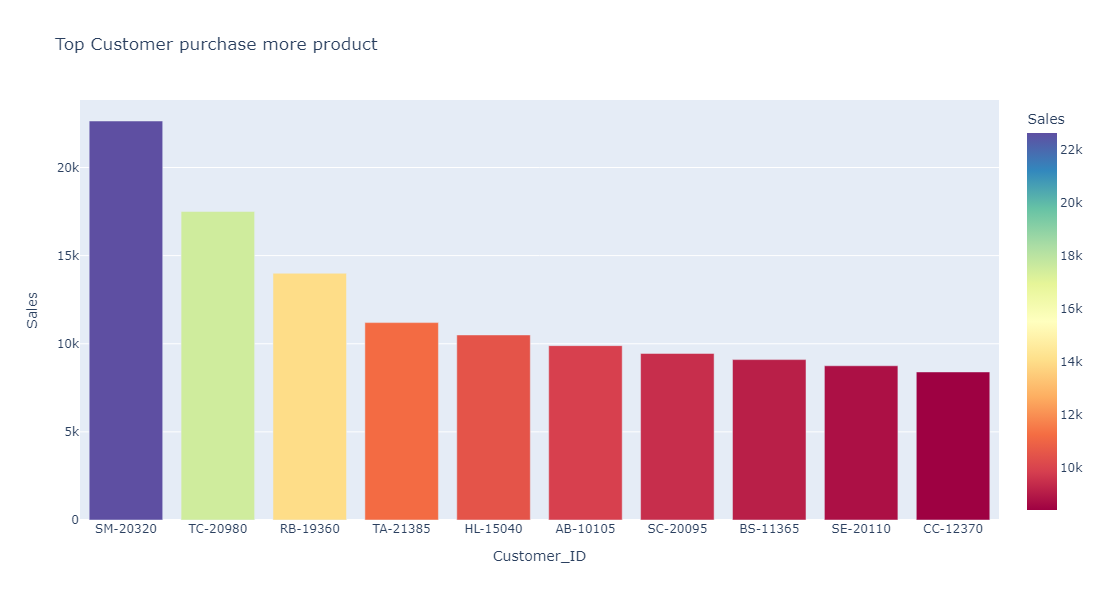 Top Customer purchase more product
Sales
20k
15k
10k
5k
0
SM-20320
TC-20980
RB-19360
TA-21385
HL-15040
AB-10105
SC-20095
BS-11365
SE-20110
CC-12370
Customer_ID
Sales
22k
20k
18k
16k
14k
12k
10k